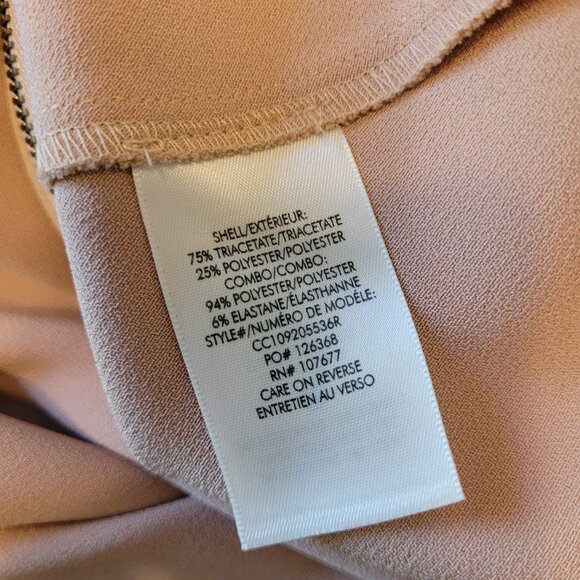 SHELL/EXTÉRIEUR:
75% TRIACETATE/TRIACETATE
25% POLYESTER/POLYESTER
COMBO/COMBO:
94% POLYESTER/POLYESTER
6% ELASTANE/ÉLASTHANNE
STYLE#/NUMÉRO DE MODÈLE:
CC109205536R
PO# 126368
RN# 107677
CARE ON REVERSE
ENTRETIEN AU VERSO